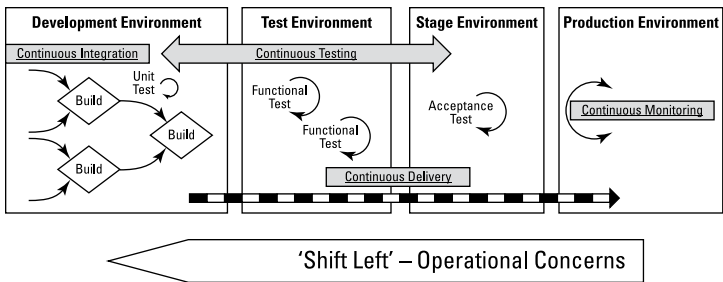 Development Environment
Test Environment
Stage Environment
Production Environment
Continuous Integration
Continuous Testing
Unit
Test
Build
Build
Build
Functional
Test
Functional
Test
Acceptance
Test
Continuous Monitoring
Continuous Delivery
‘Shift Left’ – Operational Concerns